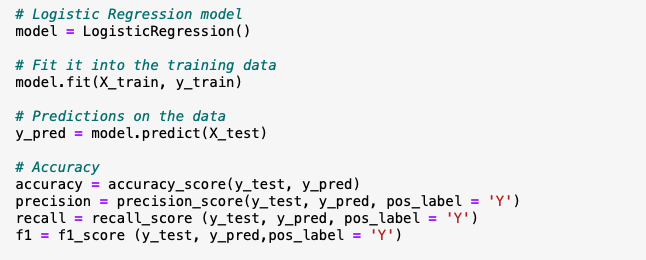 # Logistic Regression model
model = LogisticRegression()
# Fit it into the training data
model.fit(X_train, y_train)
# Predictions on the data
y_pred = model.predict(X_test)
# Accuracy
accuracy = accuracy_score(y_test, y_pred)
precision = precision_score(y_test, y_pred, pos_label = 'Y')
recall = recall_score (y_test, y_pred, pos_label = 'Y')
f1 = f1_score (y_test, y_pred,pos_label = 'Y')